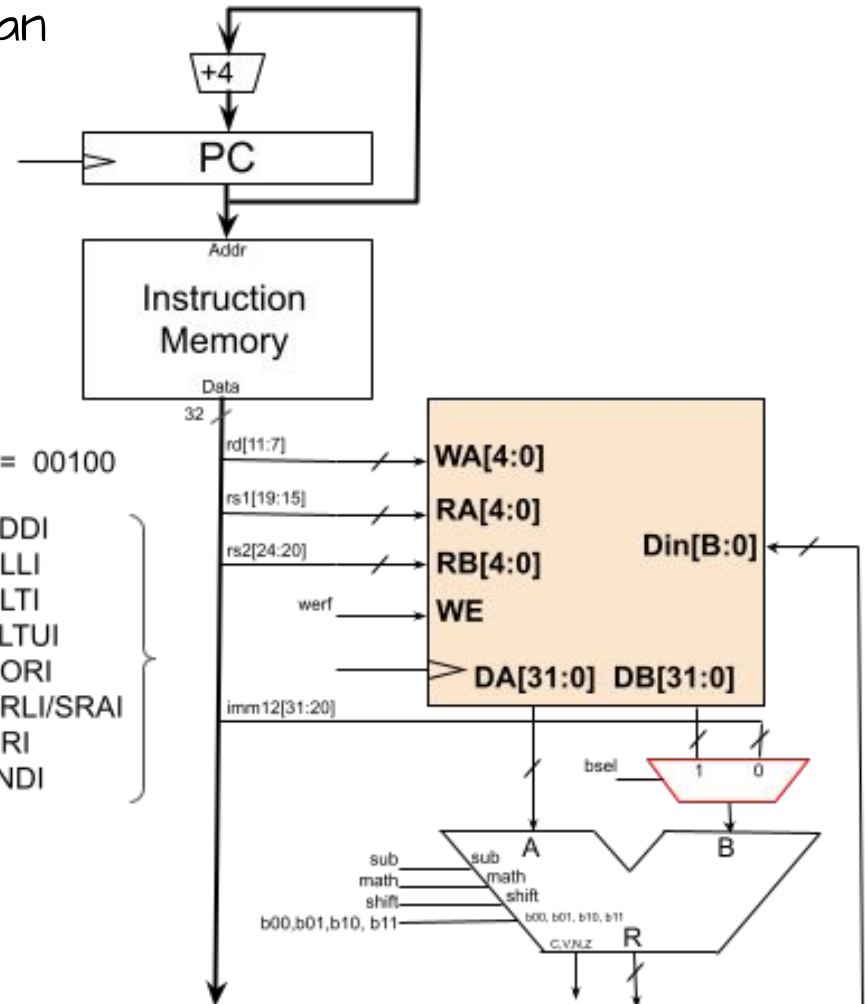 an
+4
PC
Addr
Instruction
Memory
Data
32
rd[11:7]
= 00100
WA[4:0]
rs1[19:15]
RA[4:0]
DDI
Din[B:0]
rs2[24:20]
RB[4:0]
LLI
LTI
werf
WE
LTUI
ORI
DA[31:0] DB[31:0]
RLI/SRAI
imm12[31:20]
RI
NDI
bsel
1 0
A
B
sub
sub
math
math
shift
shift
b00,b01,b10, b11
b00, b01, b10, b11
C,V,N,Z
R